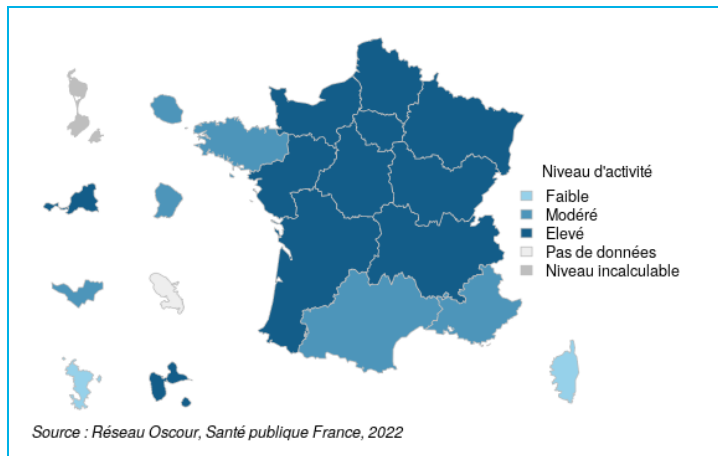 Niveau d'activité
Faible
Modéré
Elevé
Pas de données
Niveau incalculable
Source : Réseau Oscour, Santé publique France, 2022